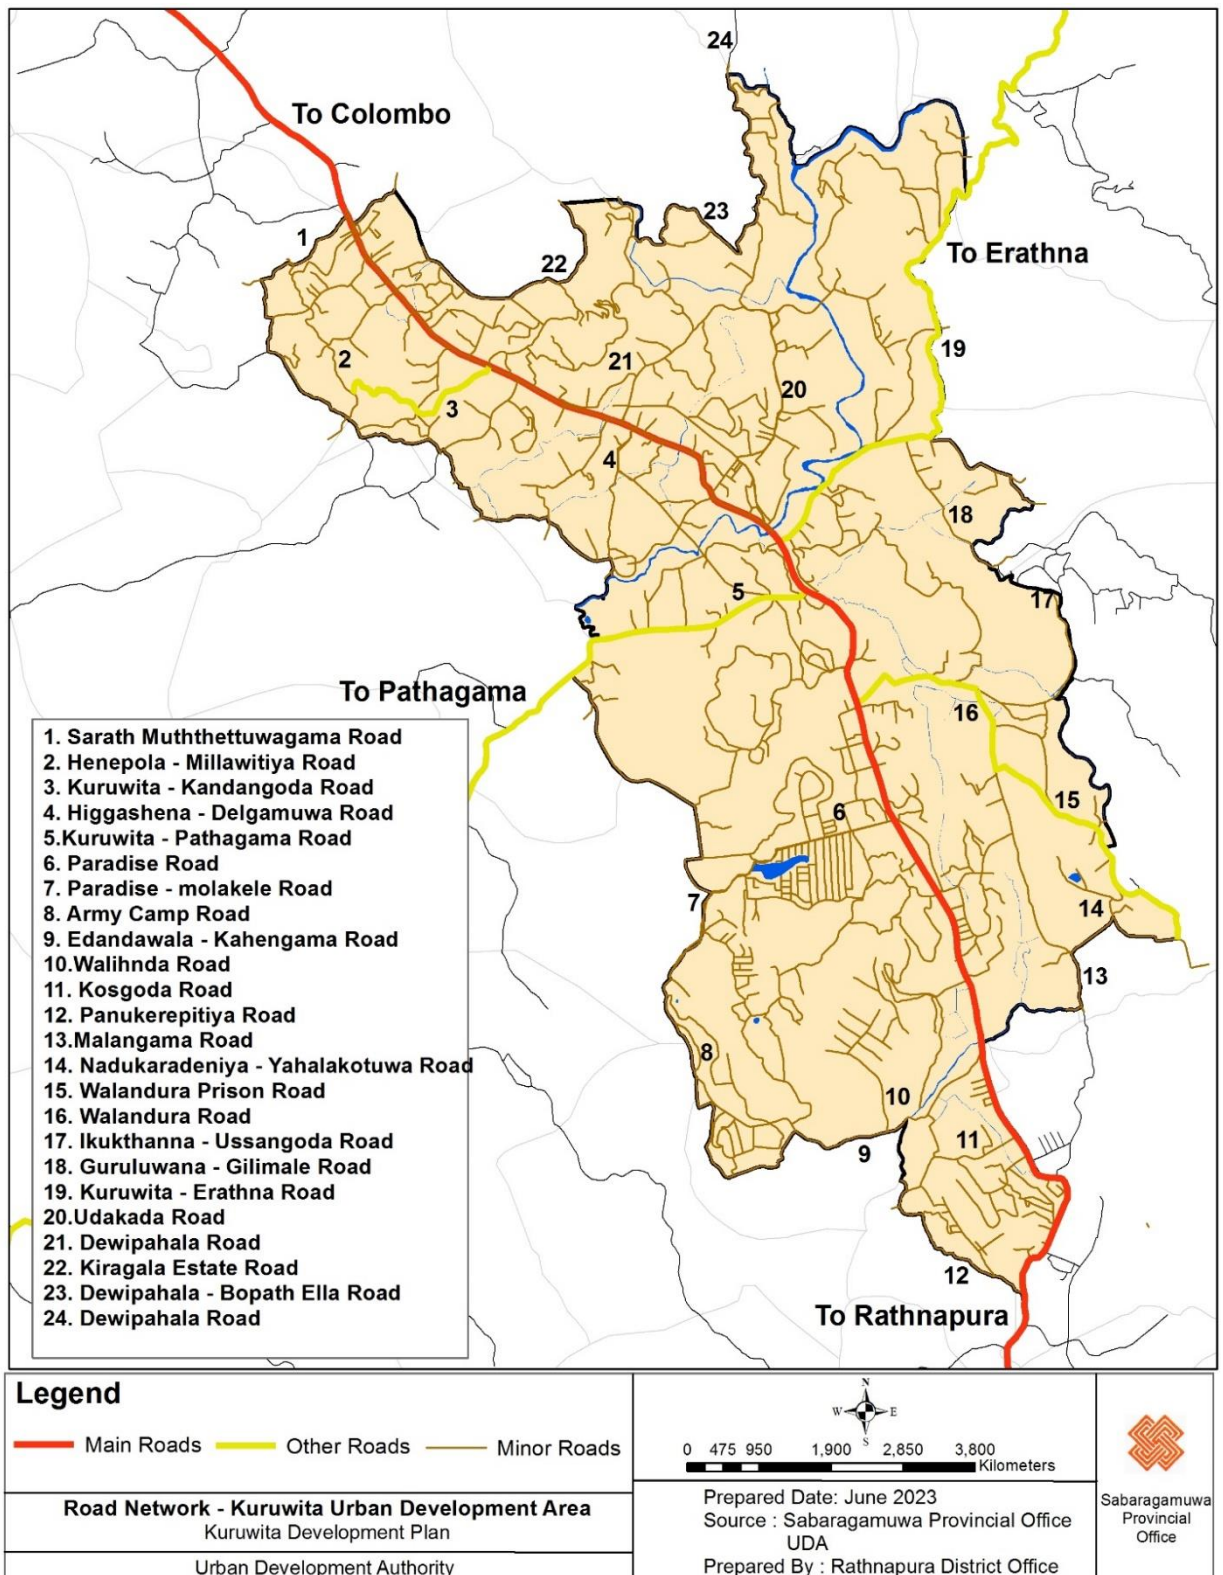 24
To Colombo
23
1
To Erathna
22
19
2
21
20
3
4
18
5
17
To Pathagama
16
15
6
7
14
13
8
10
11
9
12
To Rathnapura
1. Sarath Muththettuwagama Road
2. Henepola - Millawitiya Road
3. Kuruwita - Kandangoda Road
4. Higgashena - Delgamuwa Road
5.Kuruwita - Pathagama Road
6. Paradise Road
7. Paradise - molakele Road
8. Army Camp Road
9. Edandawala - Kahengama Road
10.Walihnda Road
11. Kosgoda Road
12. Panukerepitiya Road
13.Malangama Road
14. Nadukaradeniya - Yahalakotuwa Road
15. Walandura Prison Road
16. Walandura Road
17. Ikukthanna - Ussangoda Road
18. Guruluwana - Gilimale Road
19. Kuruwita - Erathna Road
20.Udakada Road
21. Dewipahala Road
22. Kiragala Estate Road
23. Dewipahala - Bopath Ella Road
24. Dewipahala Road
Legend
Main Roads Other Roads Minor Roads
Road Network - Kuruwita Urban Development Area
Kuruwita Development Plan
Urban Development Authority
N
W E
S
0 475 950 1,900 2,850 3,800
Kilometers
Prepared Date: June 2023
Source : Sabaragamuwa Provincial Office
UDA
Prepared By : Rathnapura District Office
Sabaragamuwa
Provincial
Office